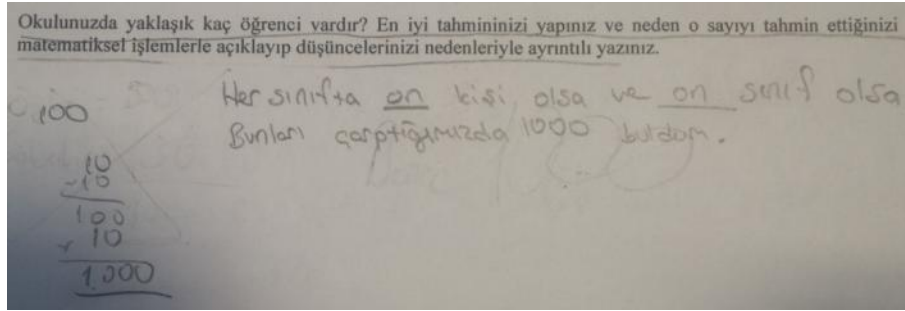 Okulunuzda yaklaşık kaç öğrenci vardır? En iyi tahmininizi yapınız ve neden o sayıyı tahmin ettiğinizi
matematiksel işlemlerle açıklayıp düşüncelerinizi nedenleriyle ayrıntılı yazınız.
Her sınıfta on kişi olsa ve on sınıf olsa
100
Bunları çarptığımızda 1000 buldum.
10
10
100
x 10
1.000